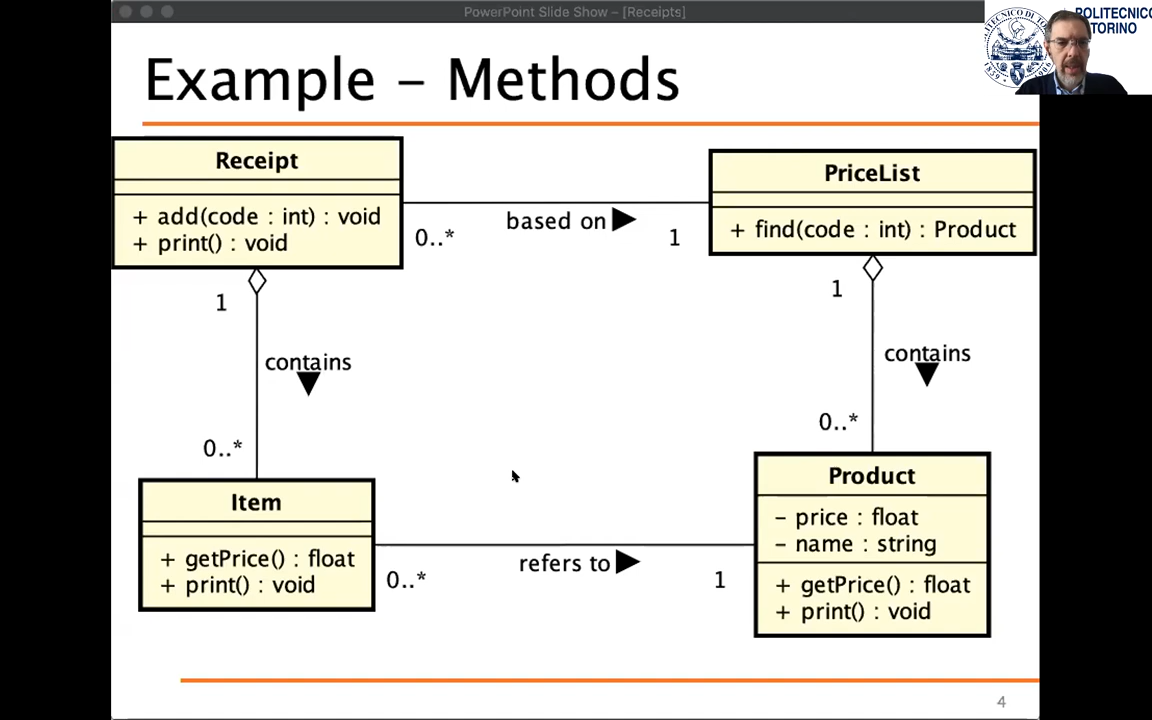 PowerPoint Slide Show – [Receipts]
POLITECNICO
TORINO
Example – Methods
Receipt
+ add(code : int) : void
+ print() : void
PriceList
+ find(code : int) : Product
based on
0..*
1
1
contains
0..*
1
contains
0..*
Item
+ getPrice() : float
+ print() : void
refers to
0..*
1
Product
– price : float
– name : string
+ getPrice() : float
+ print() : void
4